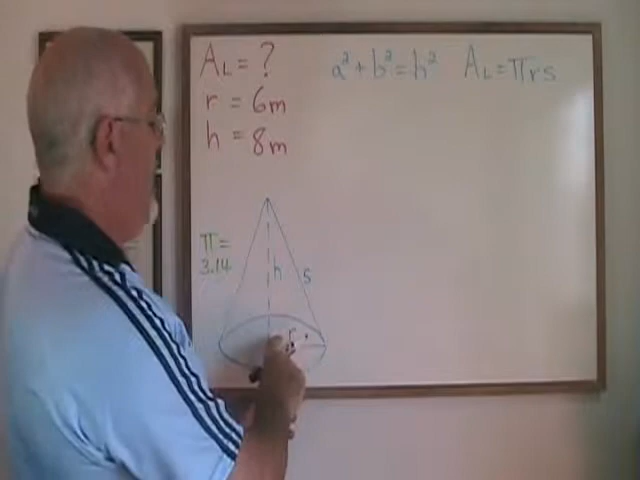 A_L = ?
r = 6m
h = 8m
a² + b² = h²   A_L = πrs
π =
3.14
h
s
r